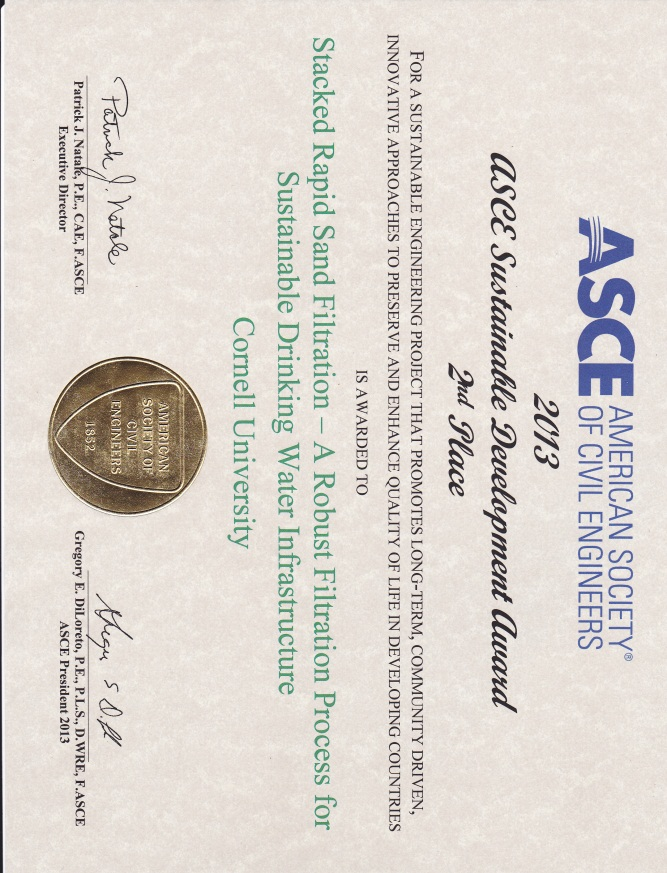 ASCE AMERICAN SOCIETY®
OF CIVIL ENGINEERS
2013
ASCE Sustainable Development Award
2nd Place
FOR A SUSTAINABLE ENGINEERING PROJECT THAT PROMOTES LONG-TERM, COMMUNITY DRIVEN,
INNOVATIVE APPROACHES TO PRESERVE AND ENHANCE QUALITY OF LIFE IN DEVELOPING COUNTRIES
IS AWARDED TO
Stacked Rapid Sand Filtration – A Robust Filtration Process for
Sustainable Drinking Water Infrastructure
Cornell University
Patrick J. Natale
Patrick J. Natale, P.E., CAE, F.ASCE
Executive Director
AMERICAN
SOCIETY OF
CIVIL
ENGINEERS
1852
Gregory E. DiLoreto, P.E., P.L.S., D.WRE, F.ASCE
ASCE President 2013